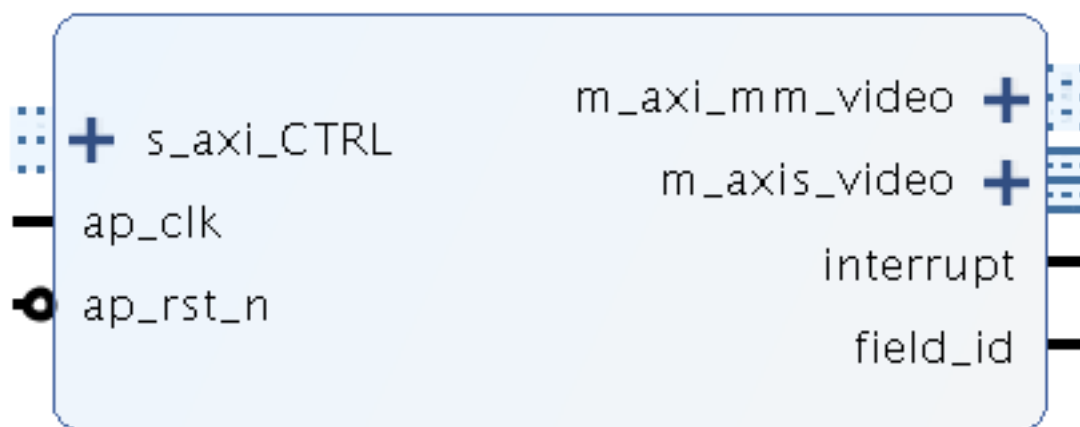 s_axi_CTRL
ap_clk
ap_rst_n
m_axi_mm_video
m_axis_video
interrupt
field_id